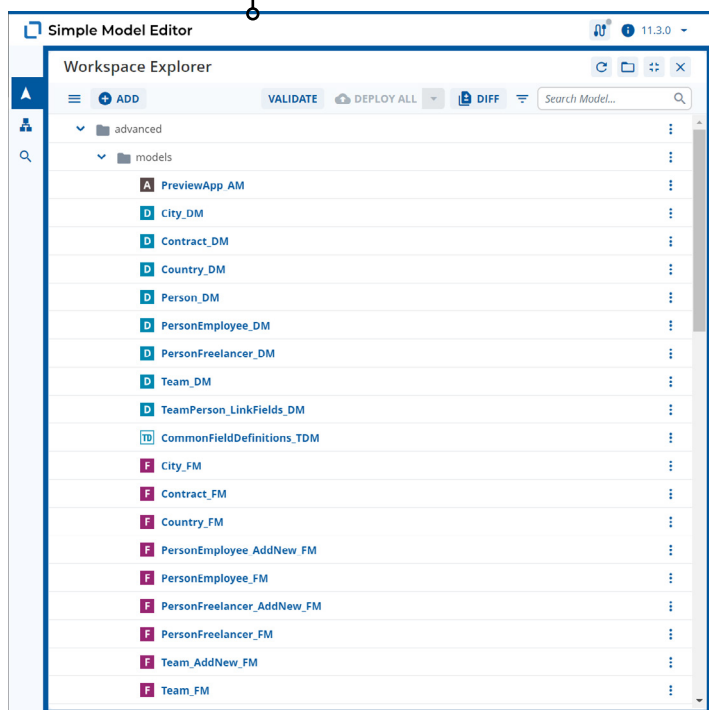 Simple Model Editor
11.3.0
Workspace Explorer
ADD VALIDATE DEPLOY ALL DIFF Search Model...
advanced
models
A PreviewApp_AM
D City_DM
D Contract_DM
D Country_DM
D Person_DM
D PersonEmployee_DM
D PersonFreelancer_DM
D Team_DM
D TeamPerson_LinkFields_DM
TD CommonFieldDefinitions_TDM
F City_FM
F Contract_FM
F Country_FM
F PersonEmployee_AddNew_FM
F PersonEmployee_FM
F PersonFreelancer_AddNew_FM
F PersonFreelancer_FM
F Team_AddNew_FM
F Team_FM